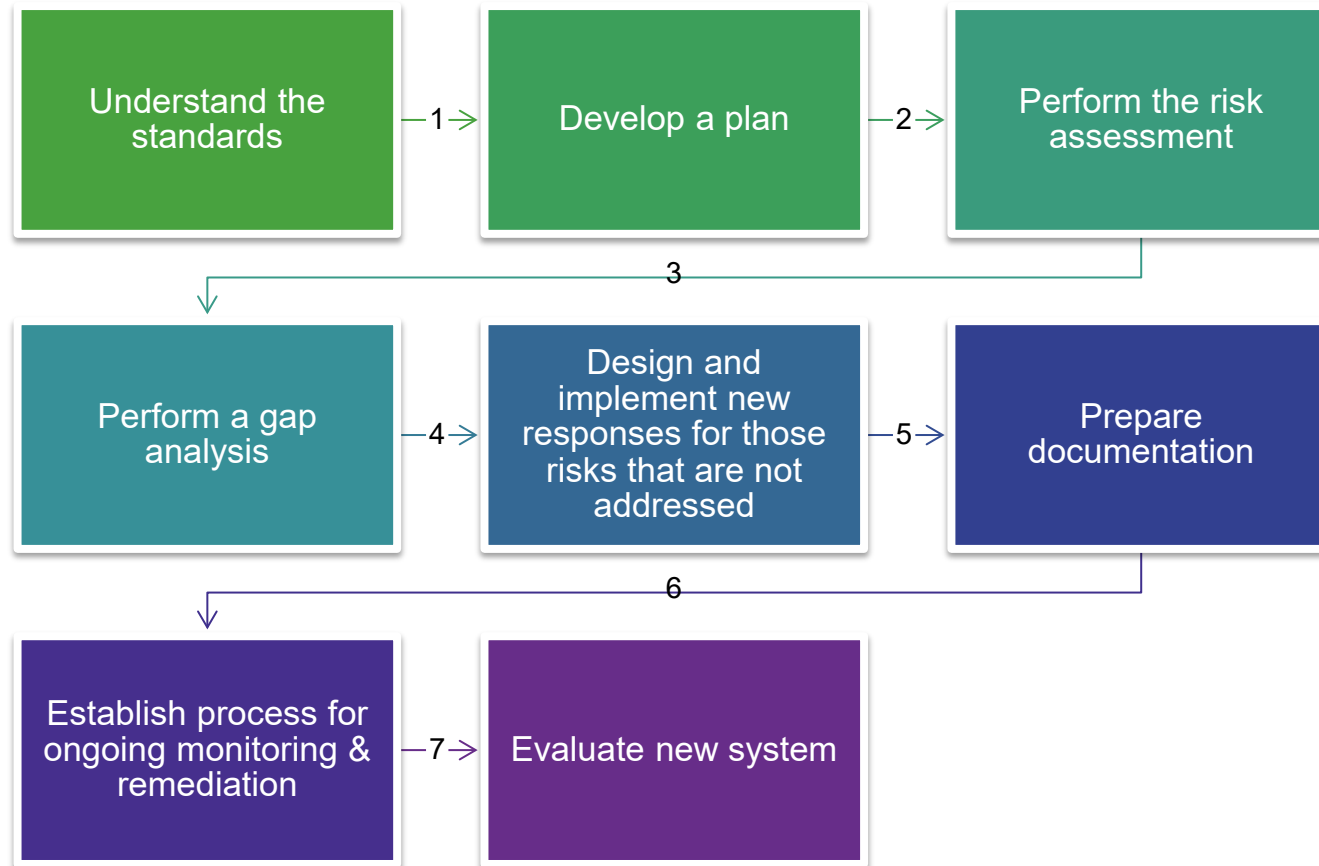 Understand the
standards
1
Develop a plan
2
Perform the risk
assessment
3
Perform a gap
analysis
4
Design and
implement new
responses for those
risks that are not
addressed
5
Prepare
documentation
6
Establish process for
ongoing monitoring &
remediation
7
Evaluate new system